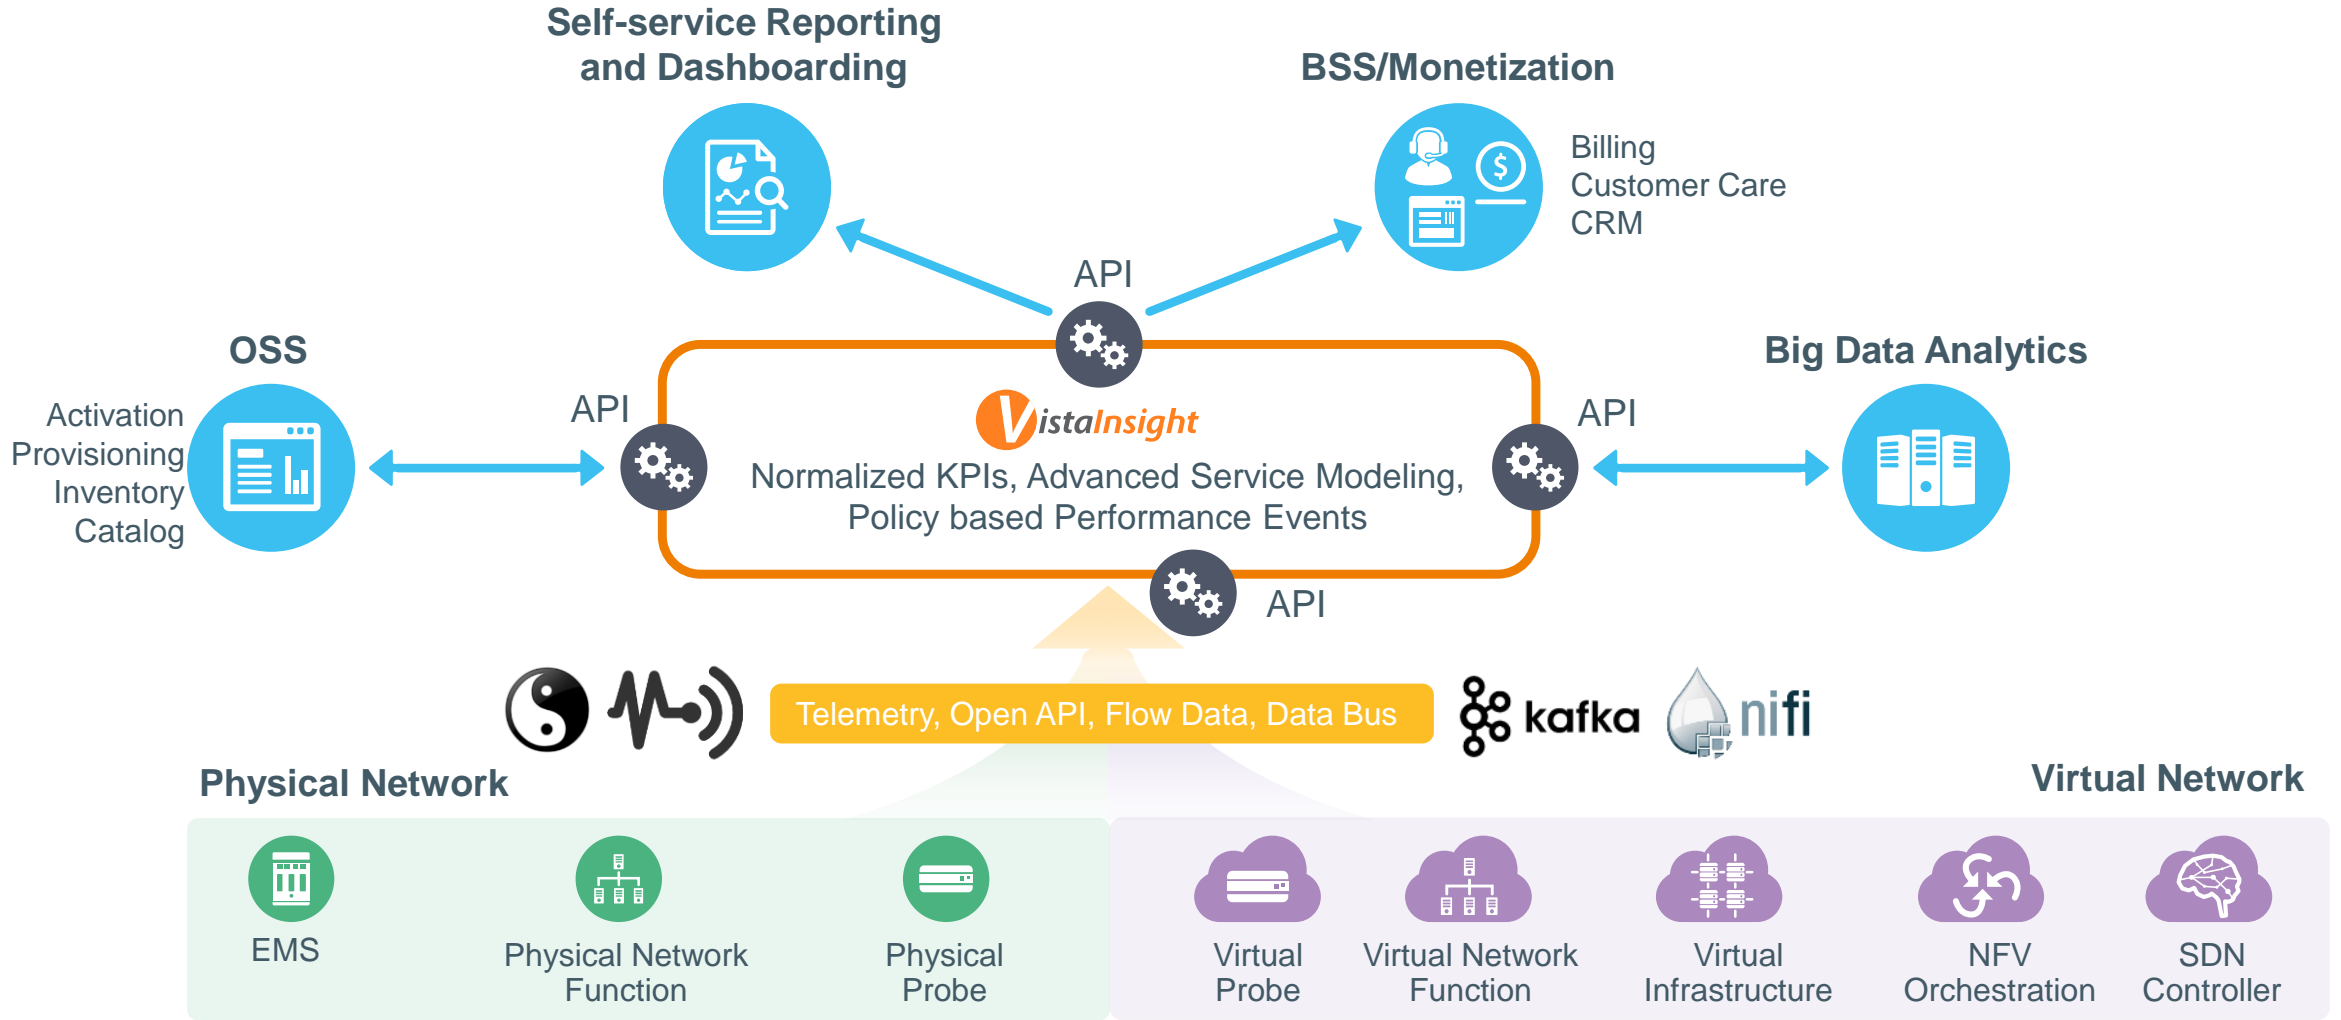 Self-service Reporting
and Dashboarding
BSS/Monetization
Billing
Customer Care
CRM
API
OSS
Activation
Provisioning
Inventory
Catalog
API
Big Data Analytics
API
VistaInsight
Normalized KPIs, Advanced Service Modeling,
Policy based Performance Events
API
Telemetry, Open API, Flow Data, Data Bus
kafka
nifi
Physical Network
Virtual Network
EMS
Physical Network
Function
Physical
Probe
Virtual
Probe
Virtual Network
Function
Virtual
Infrastructure
NFV
Orchestration
SDN
Controller